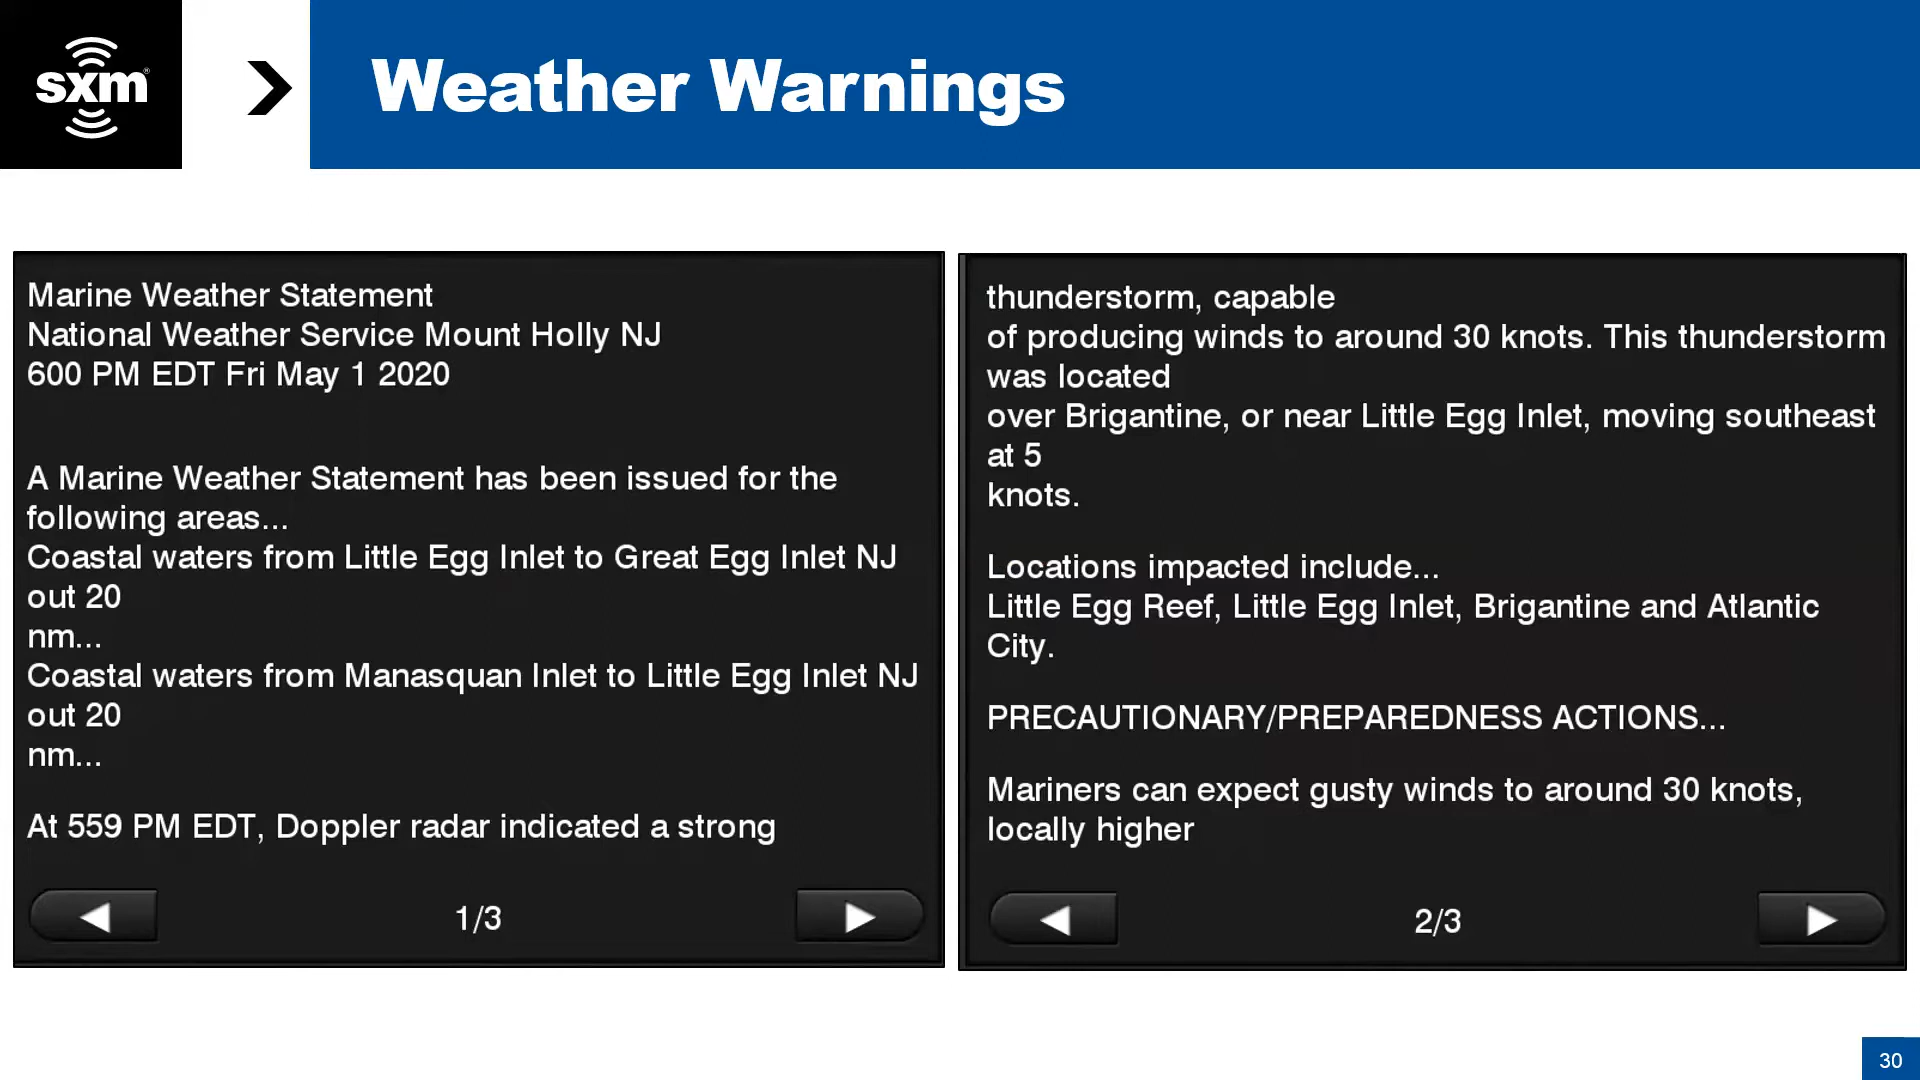 sxm®
Weather Warnings
Marine Weather Statement
National Weather Service Mount Holly NJ
600 PM EDT Fri May 1 2020
A Marine Weather Statement has been issued for the
following areas...
Coastal waters from Little Egg Inlet to Great Egg Inlet NJ
out 20
nm...
Coastal waters from Manasquan Inlet to Little Egg Inlet NJ
out 20
nm...
At 559 PM EDT, Doppler radar indicated a strong
1/3
thunderstorm, capable
of producing winds to around 30 knots. This thunderstorm
was located
over Brigantine, or near Little Egg Inlet, moving southeast
at 5
knots.
Locations impacted include...
Little Egg Reef, Little Egg Inlet, Brigantine and Atlantic
City.
PRECAUTIONARY/PREPAREDNESS ACTIONS...
Mariners can expect gusty winds to around 30 knots,
locally higher
2/3
30